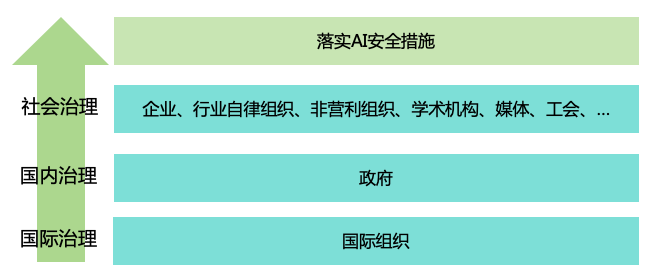 落实AI安全措施
社会治理
企业、行业自律组织、非营利组织、学术机构、媒体、工会、...
国内治理
政府
国际治理
国际组织